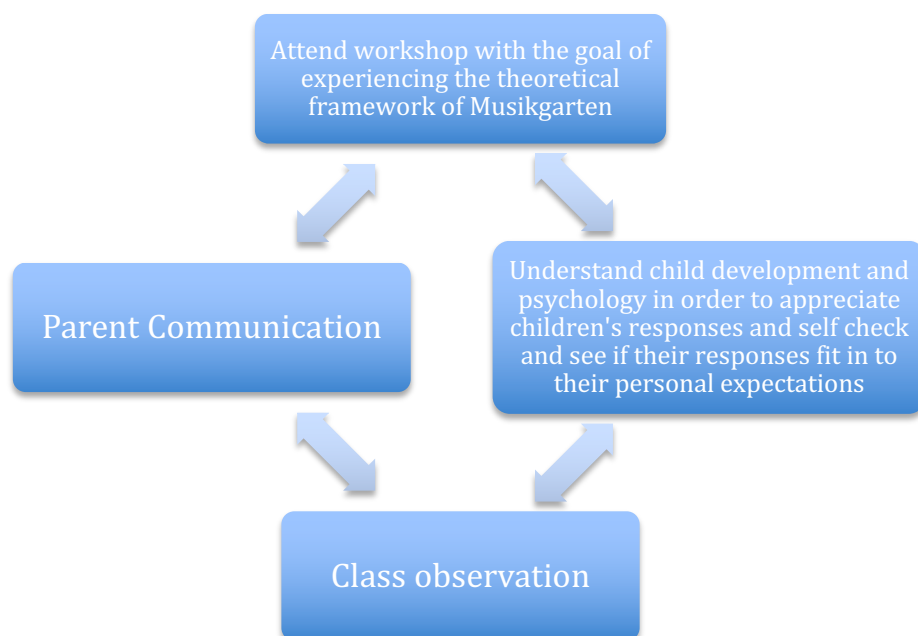 Attend workshop with the goal of
experiencing the theoretical
framework of Musikgarten
Parent Communication
Understand child development and
psychology in order to appreciate
children's responses and self check
and see if their responses fit in to
their personal expectations
Class observation